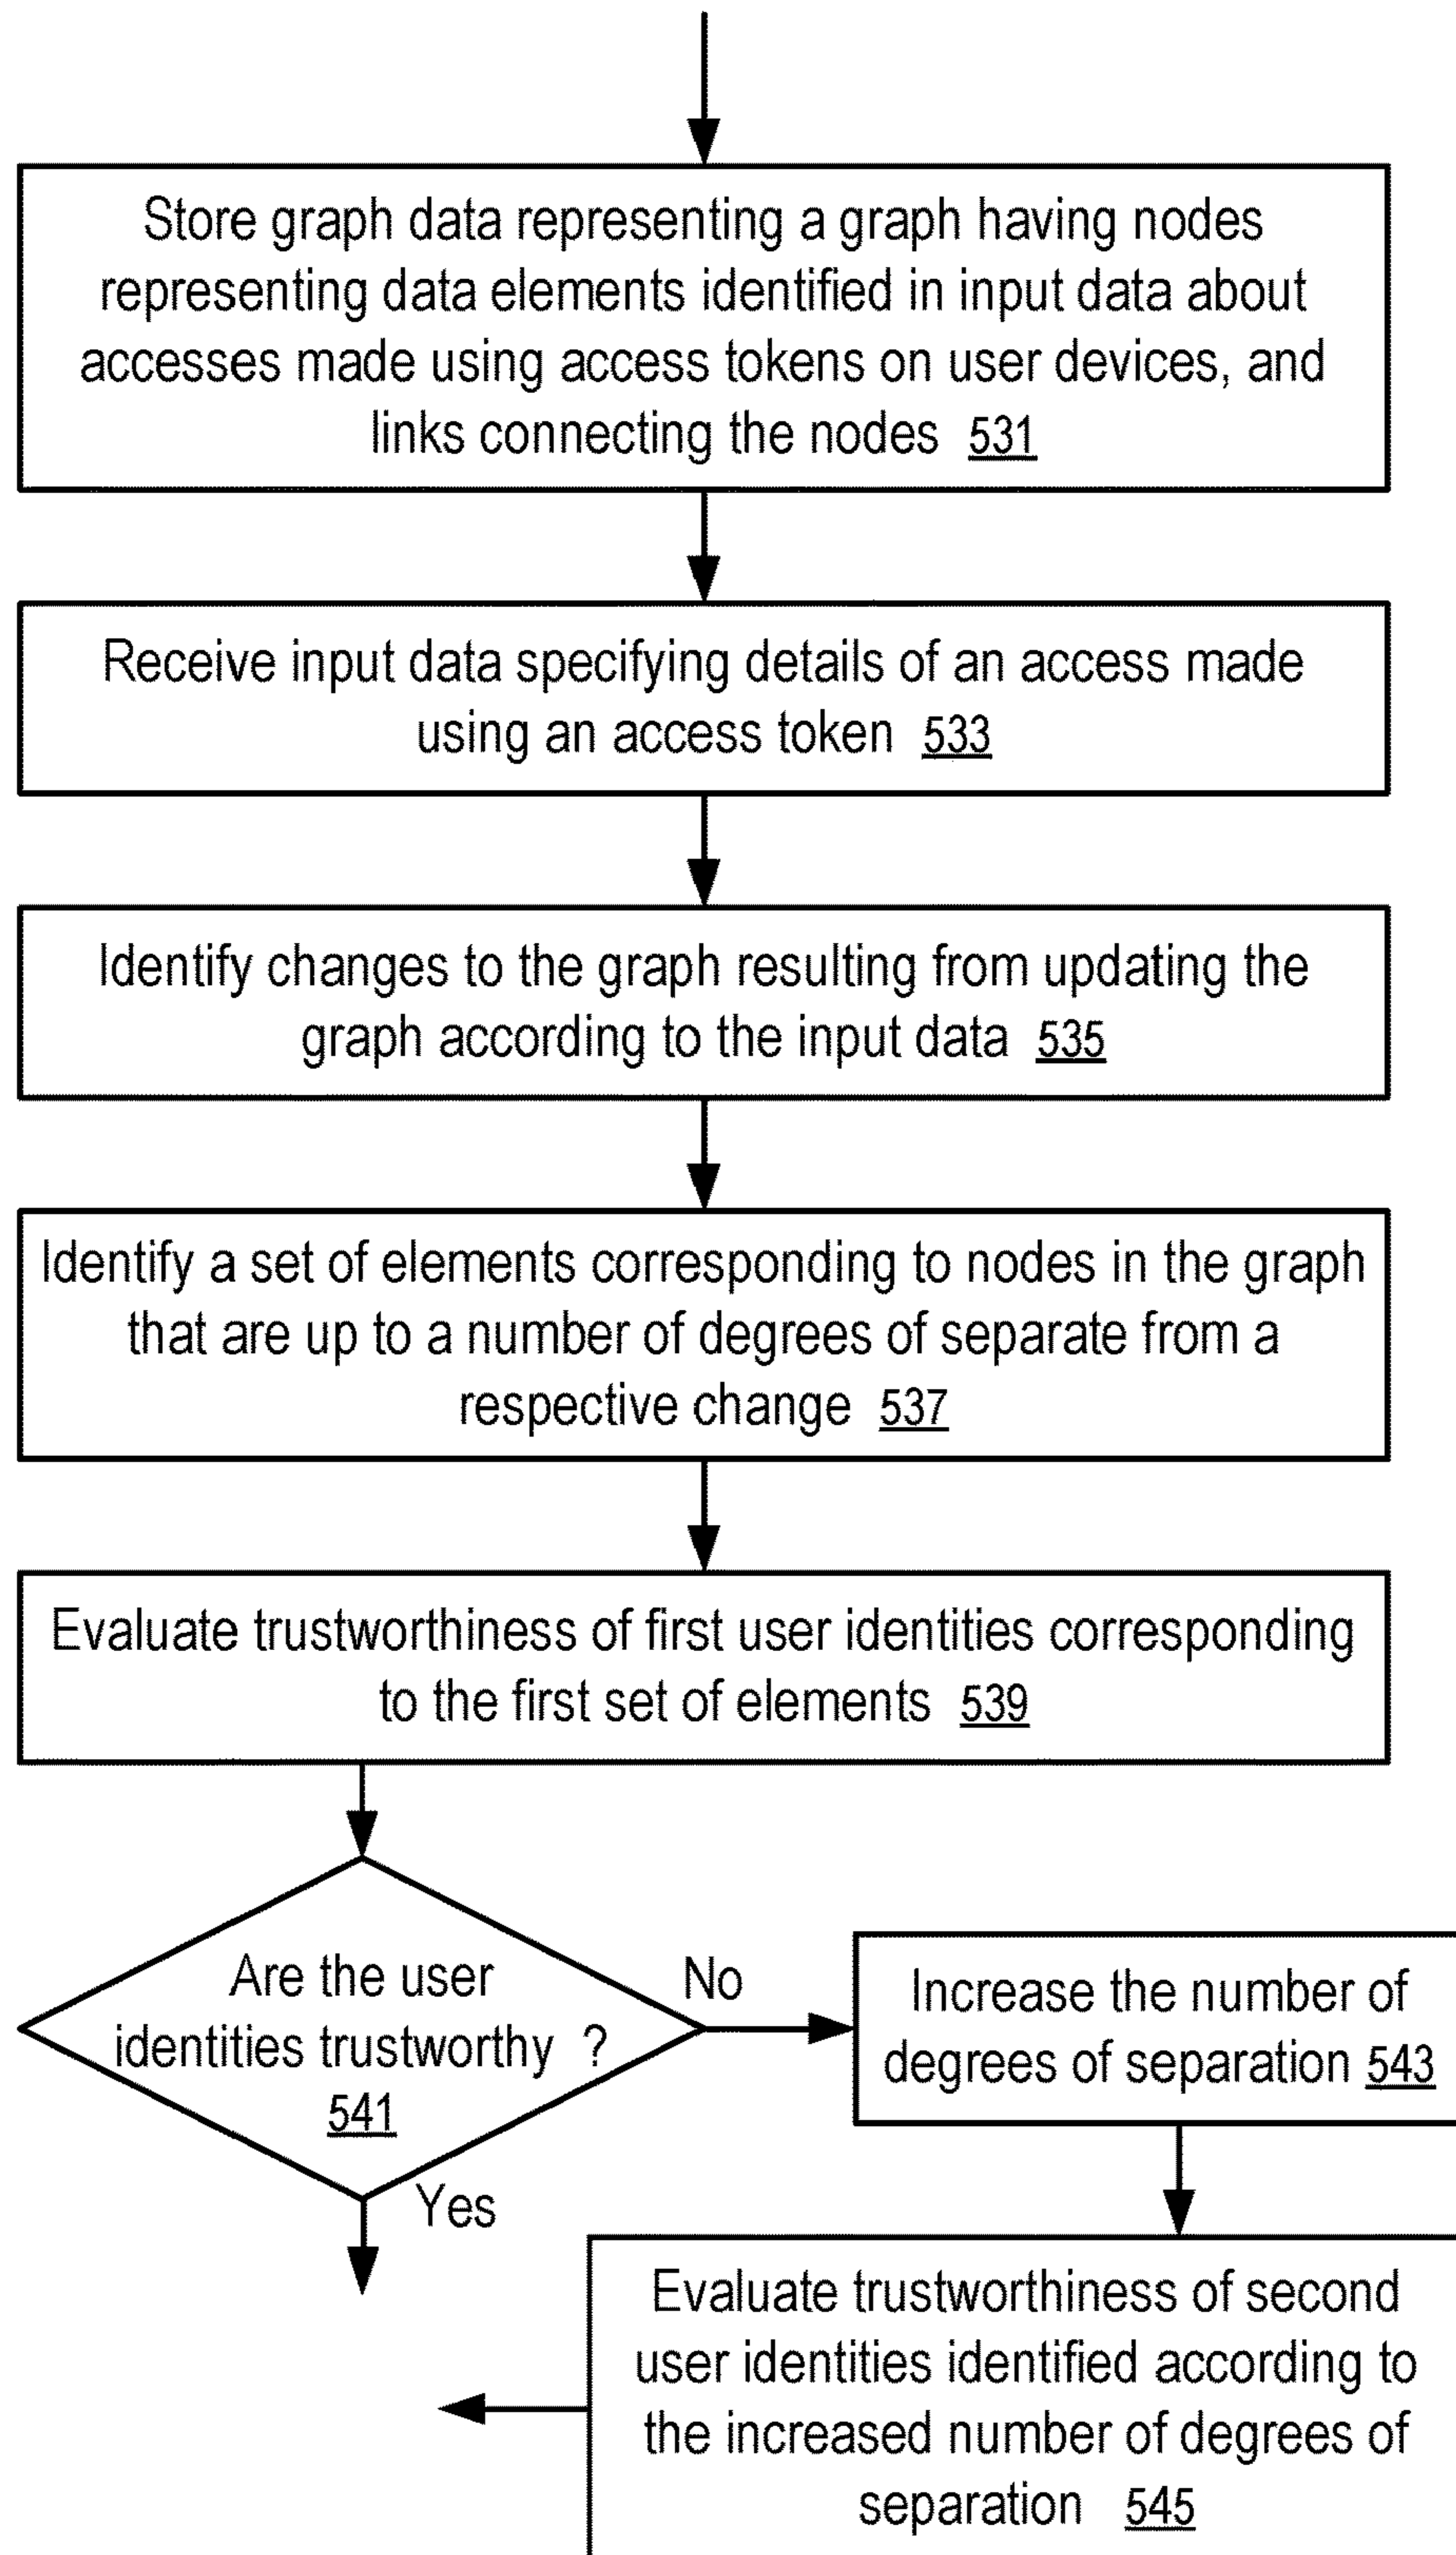 Store graph data representing a graph having nodes
representing data elements identified in input data about
accesses made using access tokens on user devices, and
links connecting the nodes 531
Receive input data specifying details of an access made
using an access token 533
Identify changes to the graph resulting from updating the
graph according to the input data 535
Identify a set of elements corresponding to nodes in the graph
that are up to a number of degrees of separate from a
respective change 537
Evaluate trustworthiness of first user identities corresponding
to the first set of elements 539
Are the user
identities trustworthy ?
541
No
Yes
Increase the number of
degrees of separation 543
Evaluate trustworthiness of second
user identities identified according to
the increased number of degrees of
separation 545